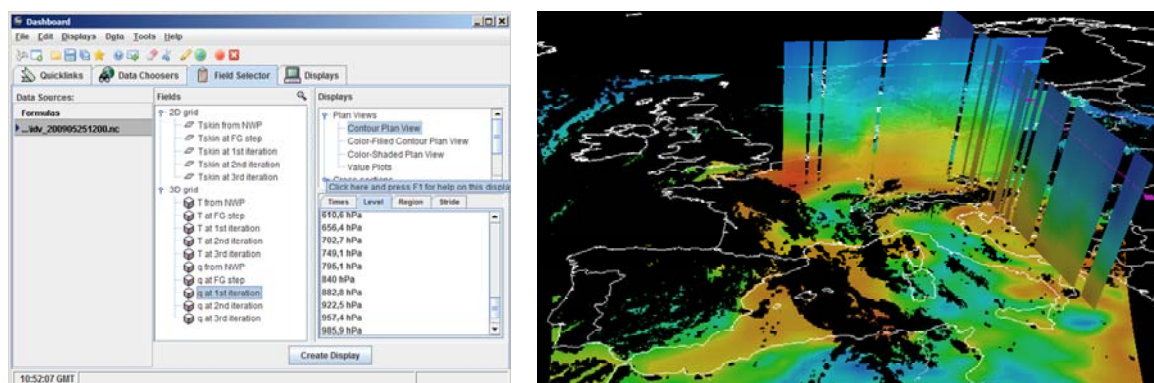 Dashboard
File Edit Displays Data Tools Help
Quicklinks Data Choosers Field Selector Displays
Data Sources:
Formulas
...\idv_200905251200.nc
Fields
2D grid
Tskin from NWP
Tskin at FG step
Tskin at 1st iteration
Tskin at 2nd iteration
Tskin at 3rd iteration
3D grid
T from NWP
T at FG step
T at 1st iteration
T at 2nd iteration
T at 3rd iteration
q from NWP
q at FG step
q at 1st iteration
q at 2nd iteration
q at 3rd iteration
Displays
Plan Views
Contour Plan View
Color-Filled Contour Plan View
Color-Shaded Plan View
Value Plots
Cross sections
Click here and press F1 for help on this displa
Times Level Region Stride
610,6 hPa
656,4 hPa
702,7 hPa
749,1 hPa
795,1 hPa
840 hPa
882,8 hPa
922,5 hPa
957,4 hPa
985,9 hPa
Create Display
10:52:07 GMT